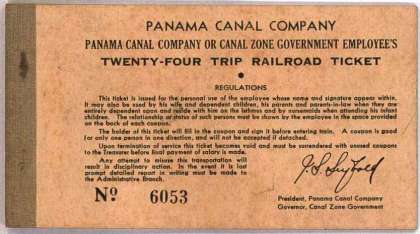 PANAMA CANAL COMPANY
PANAMA CANAL COMPANY OR CANAL ZONE GOVERNMENT EMPLOYEE'S
TWENTY-FOUR TRIP RAILROAD TICKET
REGULATIONS
This ticket is issued for the personal use of the employee whose name and signature appear within.
It may also be used by his wife and dependent children, his parents and parents-in-law when they are
entirely dependent upon and reside with him on the Isthmus and by nursemaids when attending his infant
children. The relationship or status of such persons must be shown by the employee in the space provided
on the back of each coupon.
The holder of this ticket will fill in the coupon and sign it before entering train. A coupon is good
for only one person in one direction, and will not be accepted if detached.
Upon termination of service this ticket becomes void and must be surrendered with unused coupons
to the Treasurer before final payment of salary is made.
Any attempt to misuse this transportation will
result in disciplinary action. In the event it is lost
prompt detailed report in writing must be made to
the Administrative Branch.
Nº 6053
President, Panama Canal Company
Governor, Canal Zone Government